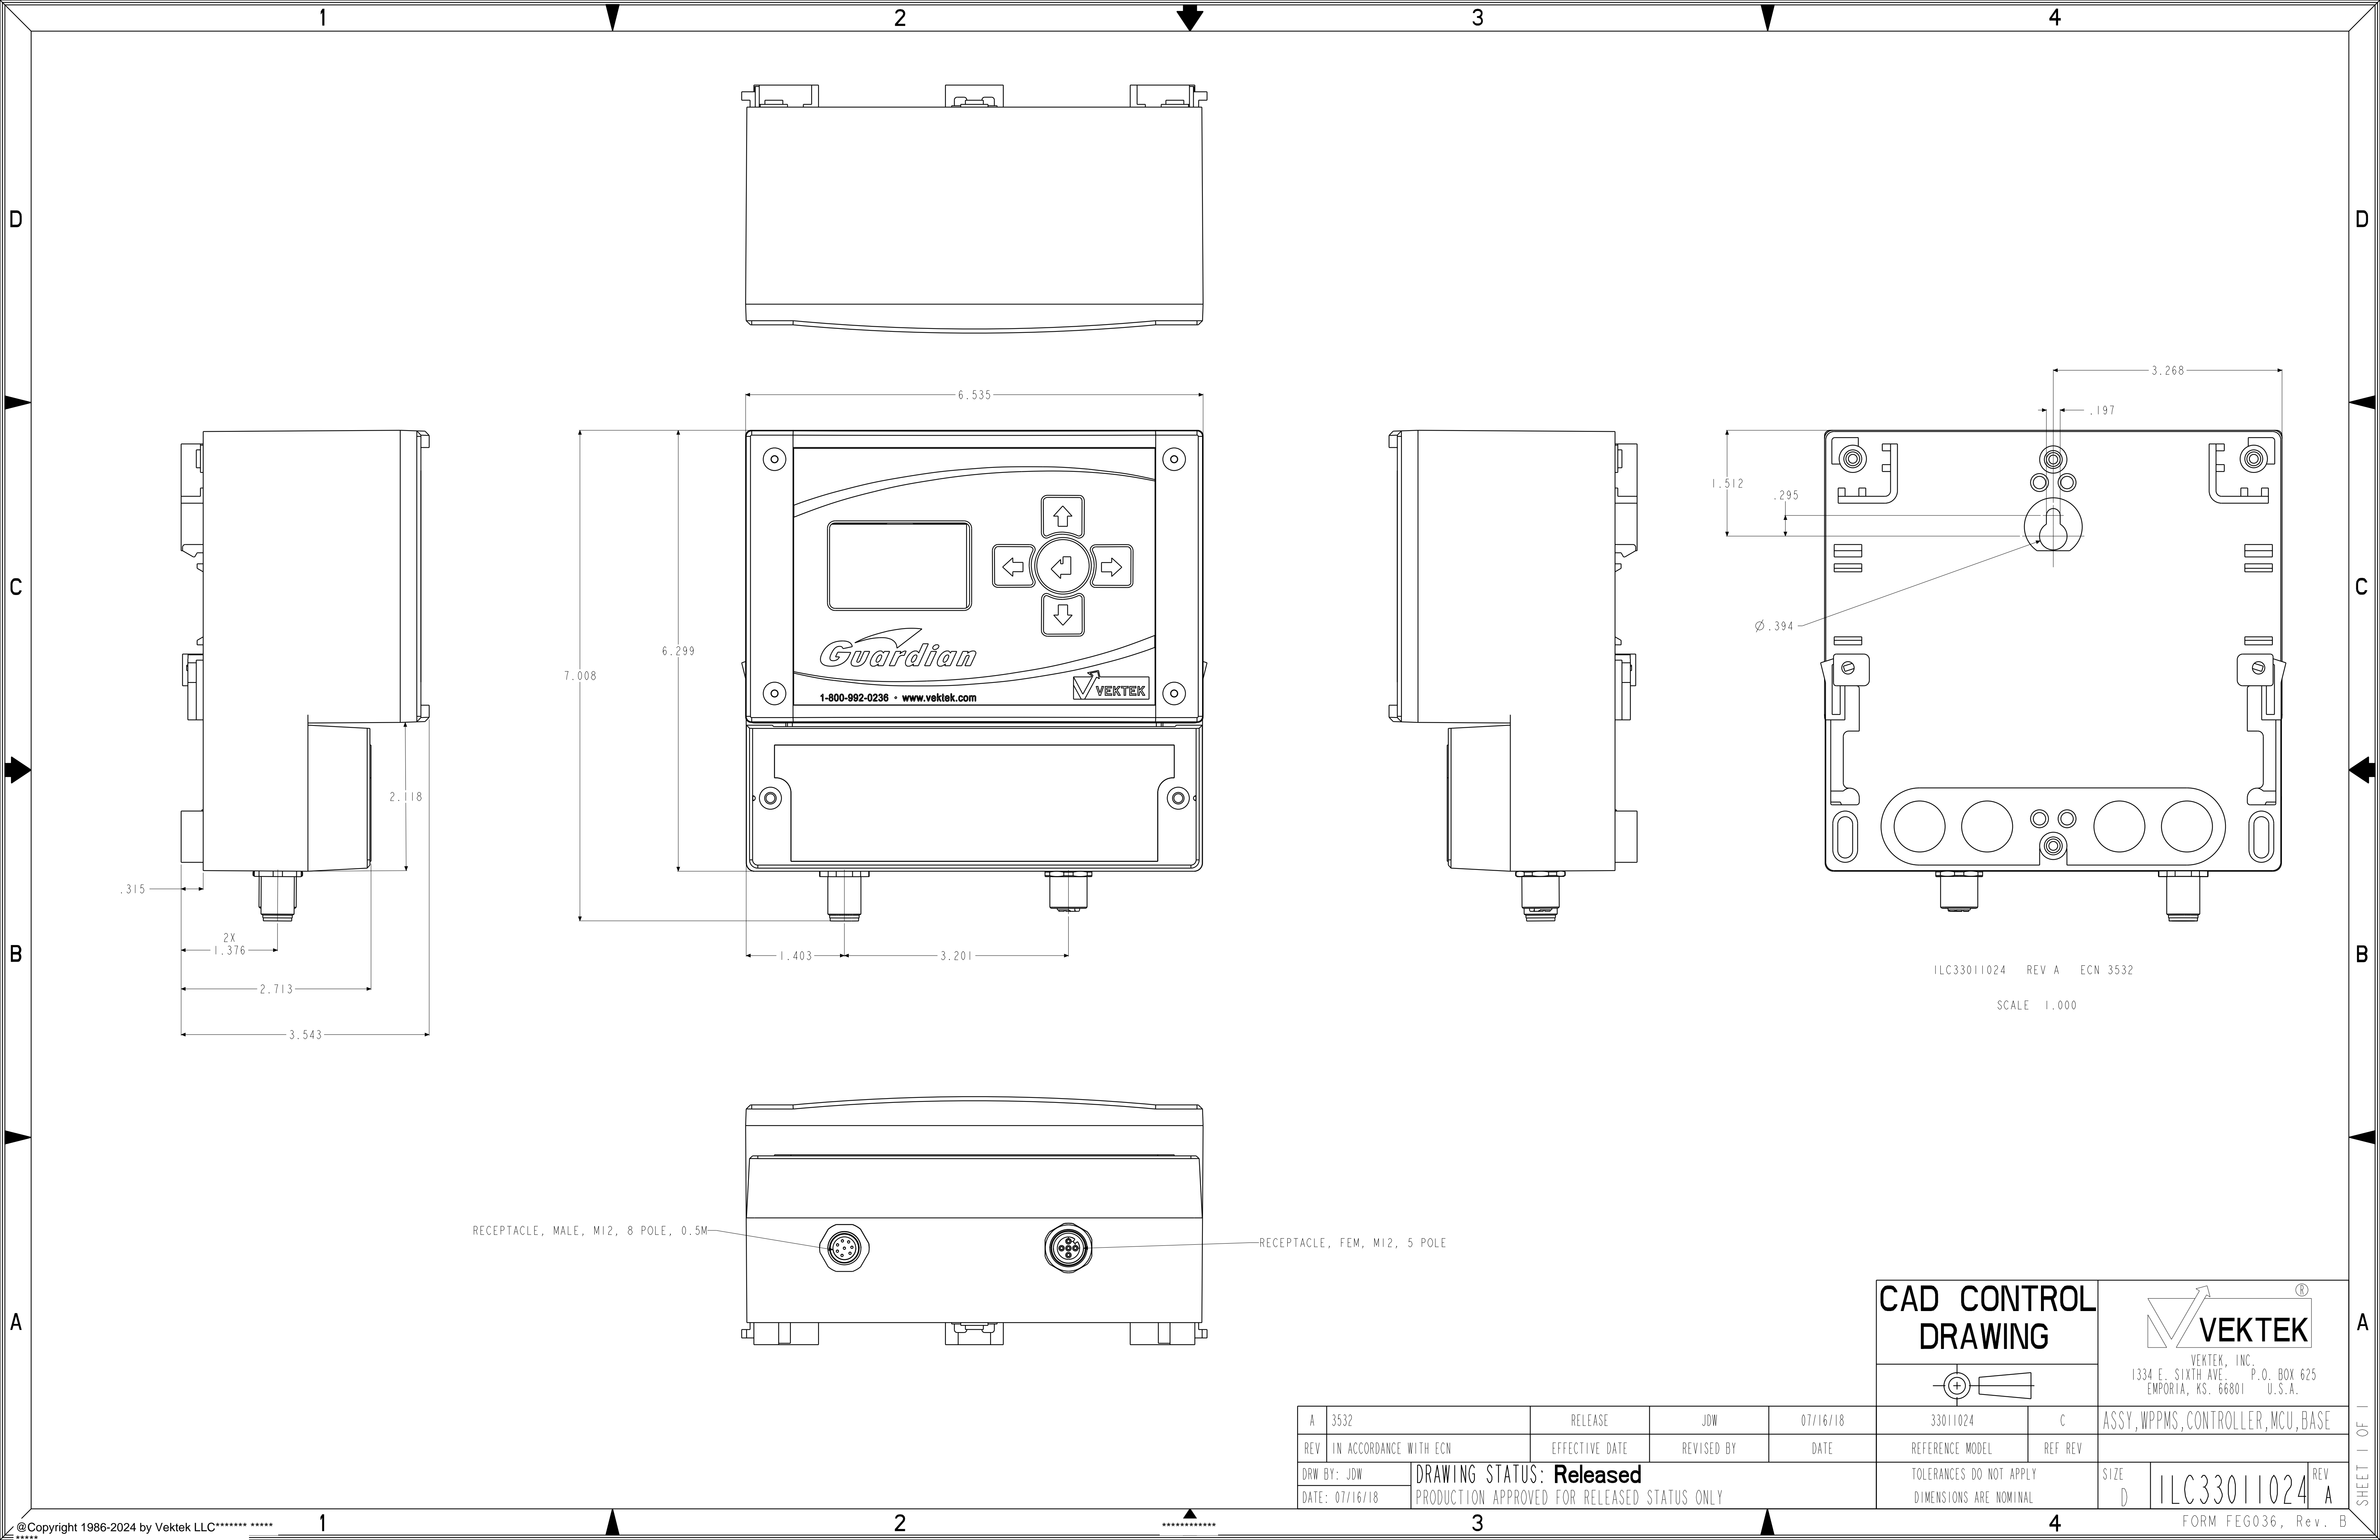 1 2 3 4
D D
C C
B B
A A
3.268
6.535
.197
1.512
.295
6.299
Ø.394
7.008
Guardian
1-800-992-0236 • www.vektek.com
VEKTEK
2.118
.315
2X
1.376
1.403
3.201
2.713
3.543
ILC33011024 REV A ECN 3532
SCALE 1.000
RECEPTACLE, MALE, M12, 8 POLE, 0.5M
RECEPTACLE, FEM, M12, 5 POLE
CAD CONTROL
DRAWING
®
VEKTEK
VEKTEK, INC.
1334 E. SIXTH AVE. P.O. BOX 625
EMPORIA, KS. 66801 U.S.A.
A 3532 RELEASE JDW 07/16/18 33011024 C ASSY,WPPMS,CONTROLLER,MCU,BASE
REV IN ACCORDANCE WITH ECN EFFECTIVE DATE REVISED BY DATE REFERENCE MODEL REF REV
DRW BY: JDW DRAWING STATUS: Released TOLERANCES DO NOT APPLY SIZE REV
DATE: 07/16/18 PRODUCTION APPROVED FOR RELEASED STATUS ONLY DIMENSIONS ARE NOMINAL D ILC33011024 A
SHEET 1 OF 1
FORM FEG036, Rev. B
@Copyright 1986-2024 by Vektek LLC******* *****
*****
************
1 2 3 4